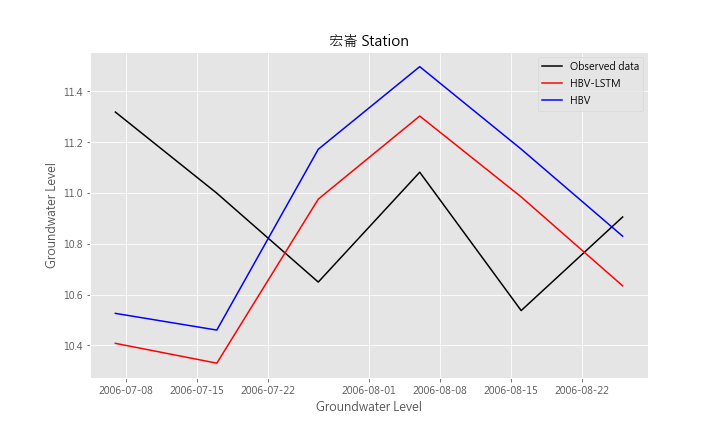 宏崙 Station
Observed data
HBV-LSTM
HBV
Groundwater Level
11.4
11.2
11.0
10.8
10.6
10.4
2006-07-08 2006-07-15 2006-07-22 2006-08-01 2006-08-08 2006-08-15 2006-08-22
Groundwater Level